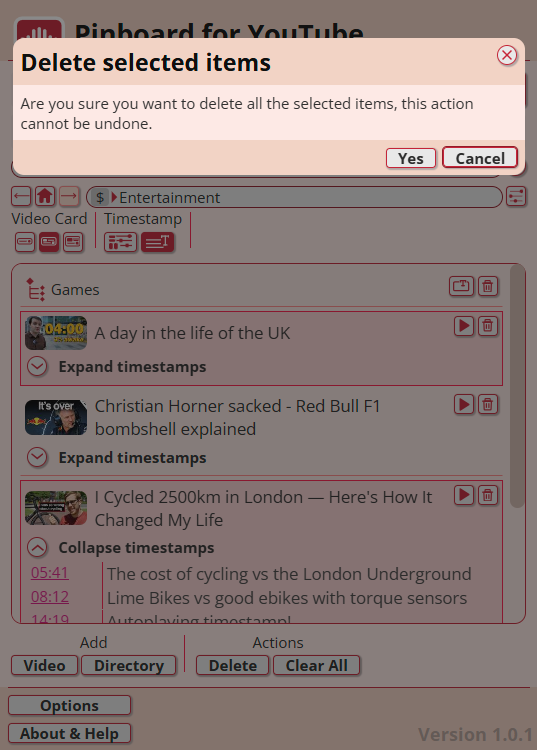 Pinboard for YouTube
Delete selected items
Are you sure you want to delete all the selected items, this action
cannot be undone.
Yes
Cancel
$
Entertainment
Video Card
Timestamp
Games
04:00
A day in the life of the UK
Expand timestamps
It's over
Christian Horner sacked - Red Bull F1
bombshell explained
Expand timestamps
I Cycled 2500km in London — Here's How It
Changed My Life
Collapse timestamps
05:41 The cost of cycling vs the London Underground
08:12 Lime Bikes vs good ebikes with torque sensors
14:19 Autoplaying timestamp!
Add
Actions
Video
Directory
Delete
Clear All
Options
About & Help
Version 1.0.1